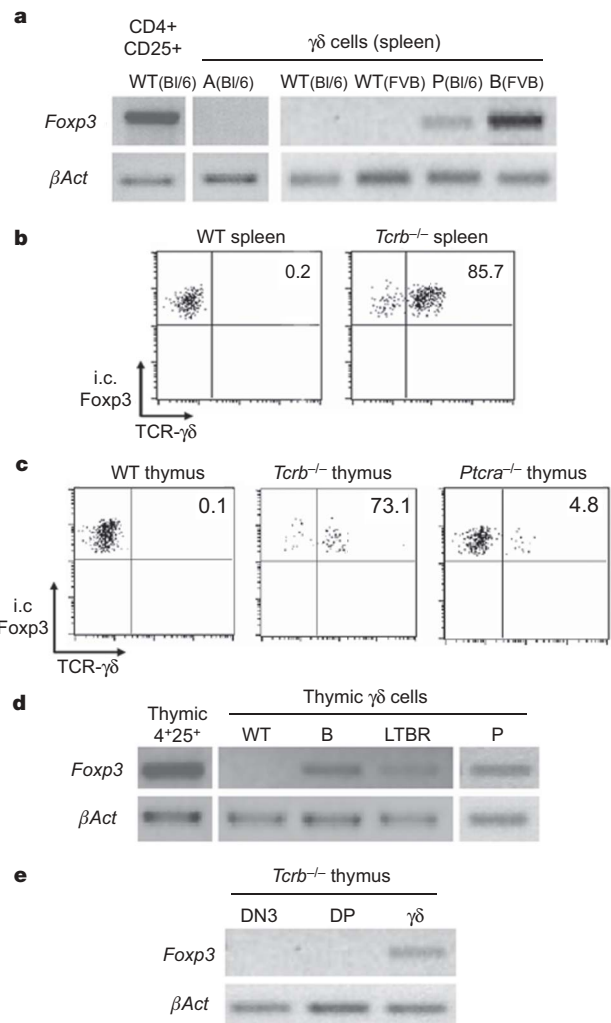 a
CD4+
CD25+
γδ cells (spleen)
WT(Bl/6) A(Bl/6) WT(Bl/6) WT(FVB) P(Bl/6) B(FVB)
Foxp3
βAct
b
WT spleen Tcrb–/– spleen
0.2 85.7
i.c.
Foxp3
TCR-γδ
c
WT thymus Tcrb–/– thymus Ptcra–/– thymus
0.1 73.1 4.8
i.c
Foxp3
TCR-γδ
d
Thymic γδ cells
Thymic
4+25+ WT B LTBR P
Foxp3
βAct
e
Tcrb–/– thymus
DN3 DP γδ
Foxp3
βAct